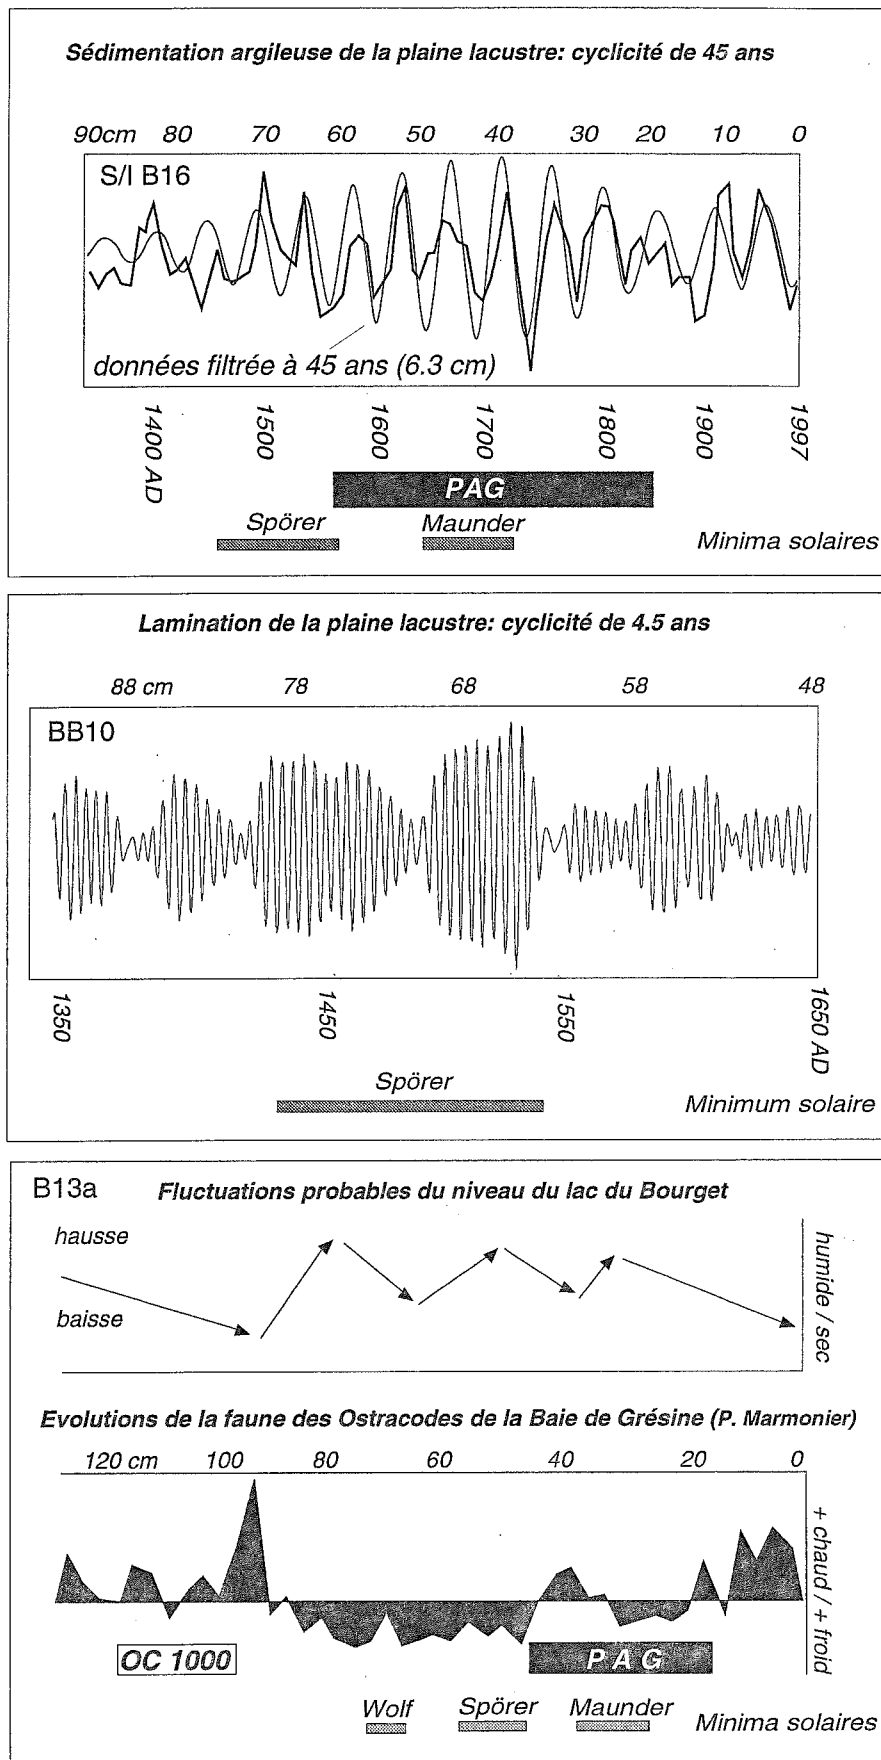 Sédimentation argileuse de la plaine lacustre: cyclicité de 45 ans
90cm 80 70 60 50 40 30 20 10 0
S/I B16
données filtrée à 45 ans (6.3 cm)
1400 AD 1500 1600 1700 1800 1900 1997
PAG
Spörer Maunder
Minima solaires
Lamination de la plaine lacustre: cyclicité de 4.5 ans
88 cm 78 68 58 48
BB10
1350 1450 1550 1650 AD
Spörer
Minimum solaire
B13a Fluctuations probables du niveau du lac du Bourget
hausse
baisse
humide / sec
Evolutions de la faune des Ostracodes de la Baie de Grésine (P. Marmonier)
120 cm 100 80 60 40 20 0
+ chaud / + froid
OC 1000 PAG
Wolf Spörer Maunder Minima solaires